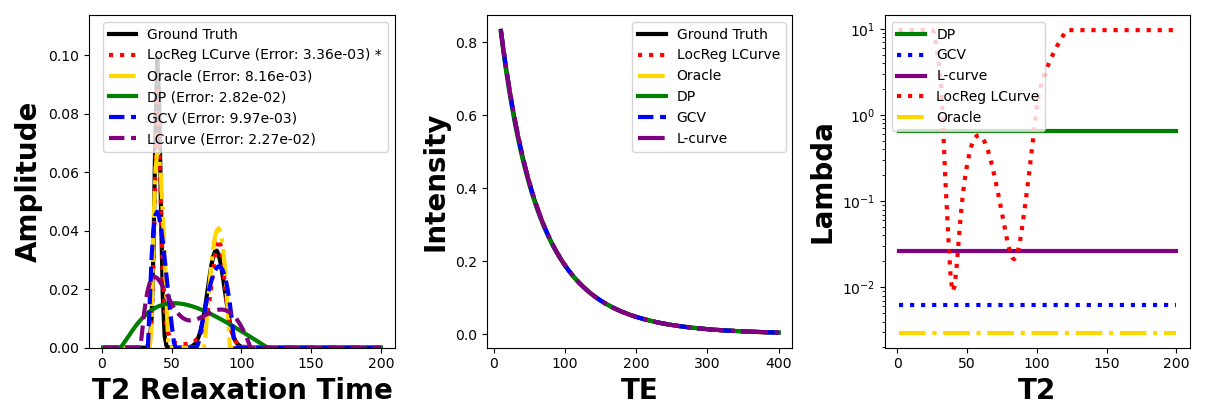 Amplitude
0.10
0.08
0.06
0.04
0.02
0.00
Ground Truth
LocReg LCurve (Error: 3.36e-03) *
Oracle (Error: 8.16e-03)
DP (Error: 2.82e-02)
GCV (Error: 9.97e-03)
LCurve (Error: 2.27e-02)
0 50 100 150 200
T2 Relaxation Time
Intensity
0.8
0.6
0.4
0.2
0.0
Ground Truth
LocReg LCurve
Oracle
DP
GCV
L-curve
0 100 200 300 400
TE
Lambda
10¹
10⁰
10⁻¹
10⁻²
DP
GCV
L-curve
LocReg LCurve
Oracle
0 50 100 150 200
T2